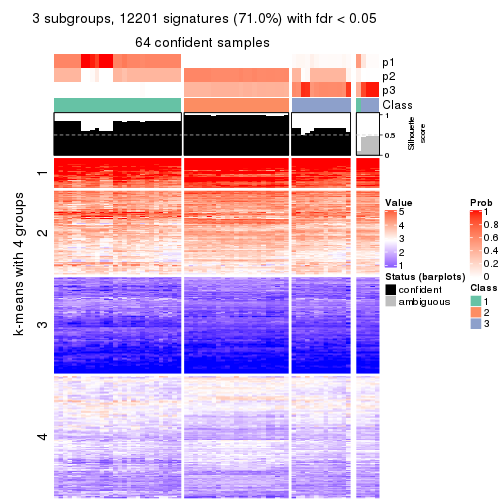 3 subgroups, 12201 signatures (71.0%) with fdr < 0.05
64 confident samples
p1
p2
p3
Class
1
0.5
0
Silhouette
score
k-means with 4 groups
1
2
3
4
Value
5
4
3
2
1
Status (barplots)
confident
ambiguous
Prob
1
0.8
0.6
0.4
0.2
0
Class
1
2
3